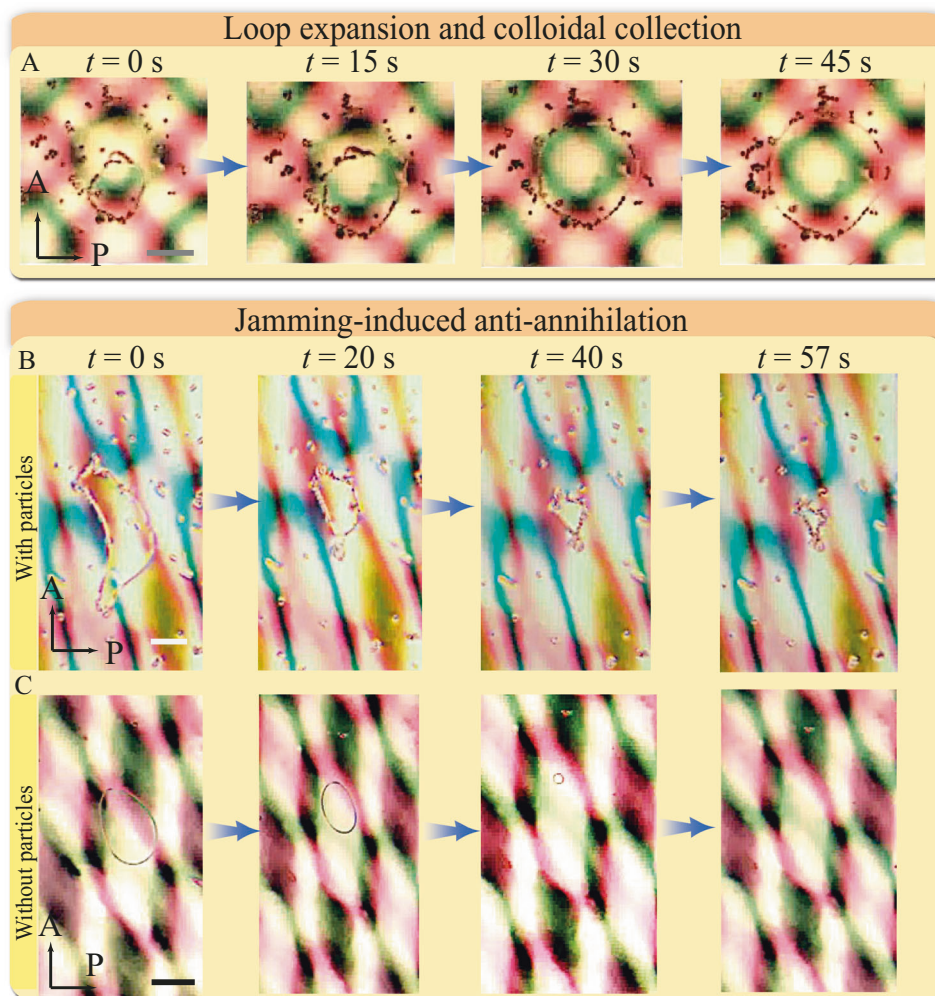 Loop expansion and colloidal collection
A
t = 0 s
t = 15 s
t = 30 s
t = 45 s
A
P
Jamming-induced anti-annihilation
B
t = 0 s
t = 20 s
t = 40 s
t = 57 s
With particles
A
P
C
Without particles
A
P